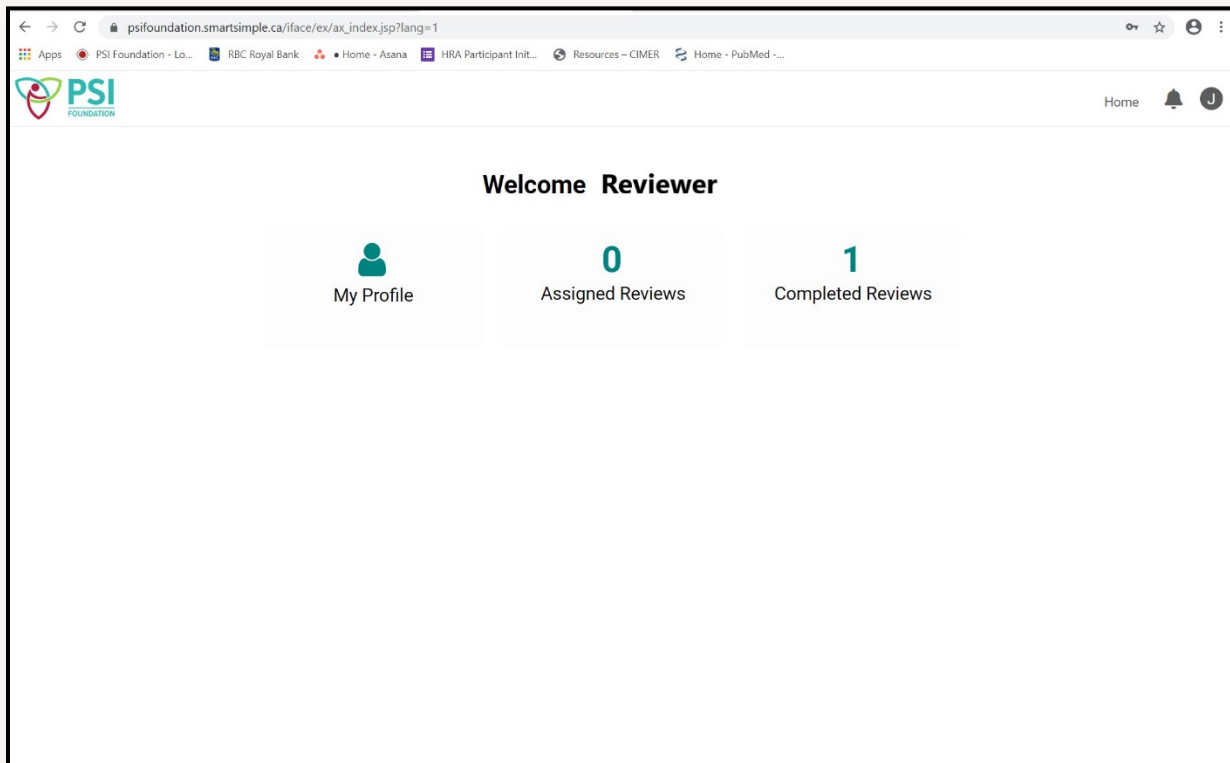 psifoundation.smartsimple.ca/iface/ex/ax_index.jsp?lang=1
Apps PSI Foundation - Lo... RBC Royal Bank • Home - Asana HRA Participant Init... Resources – CIMER Home - PubMed -...
PSI
FOUNDATION
Home J
Welcome Reviewer
My Profile
0
Assigned Reviews
1
Completed Reviews